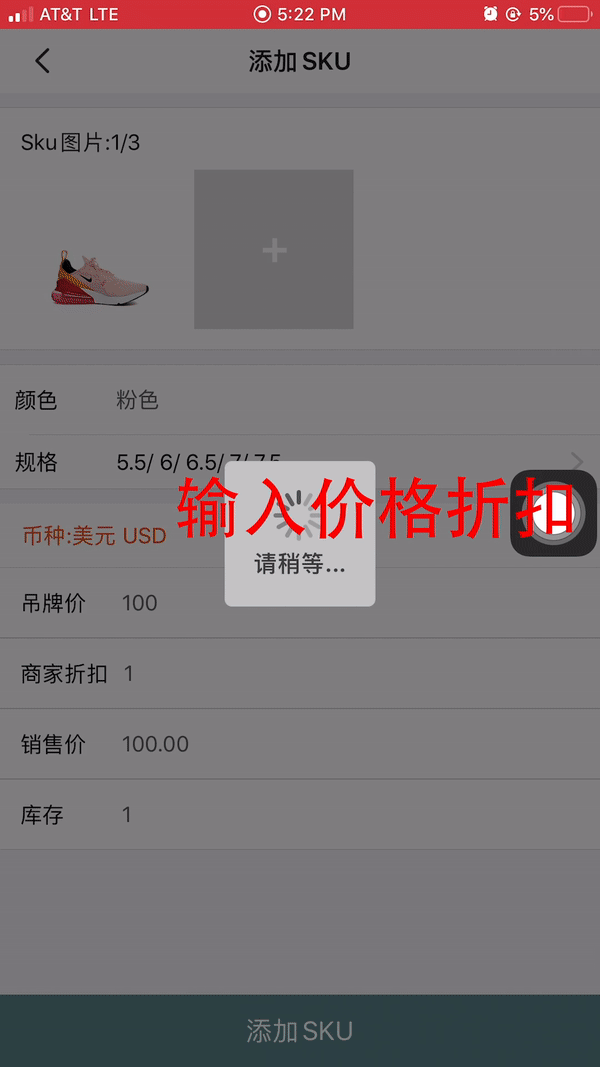 AT&T LTE 5:22 PM 5%
添加 SKU
Sku图片:1/3
颜色 粉色
规格 5.5/ 6/ 6.5/ 7/ 7.5
输入价格折扣
币种:美元 USD
请稍等...
吊牌价 100
商家折扣 1
销售价 100.00
库存 1
添加SKU